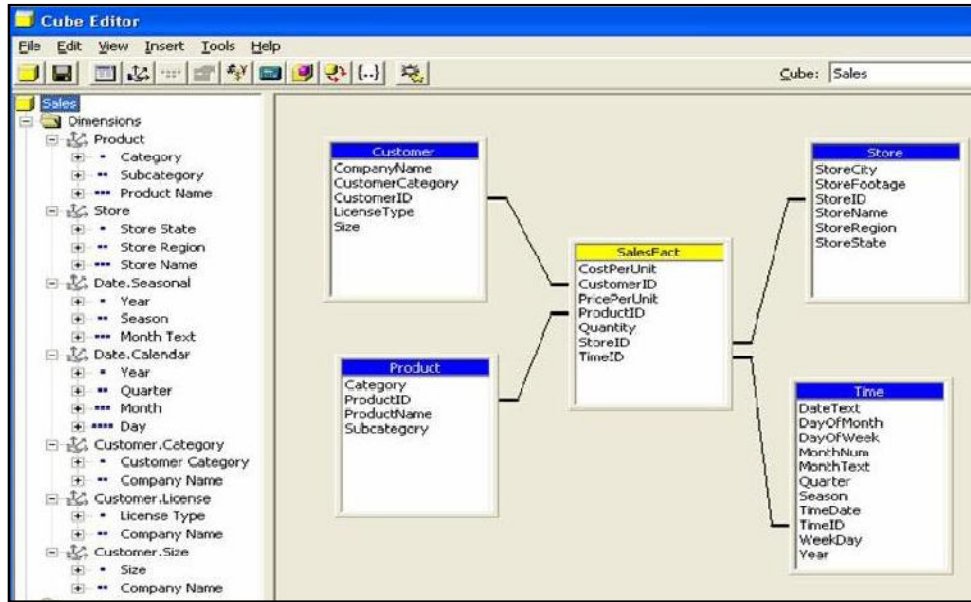 Cube Editor
File Edit View Insert Tools Help
Cube: Sales
Sales
Dimensions
Product
Category
Subcategory
Product Name
Store
Store State
Store Region
Store Name
Date.Seasonal
Year
Season
Month Text
Date.Calendar
Year
Quarter
Month
Day
Customer.Category
Customer Category
Company Name
Customer.License
License Type
Company Name
Customer.Size
Size
Company Name
Customer
CompanyName
CustomerCategory
CustomerID
LicenseType
Size
Product
Category
ProductID
ProductName
Subcategory
SalesFact
CostPerUnit
CustomerID
PricePerUnit
ProductID
Quantity
StoreID
TimeID
Store
StoreCity
StoreFootage
StoreID
StoreName
StoreRegion
StoreState
Time
DateText
DayOfMonth
DayOfWeek
MonthNum
MonthText
Quarter
Season
TimeDate
TimeID
WeekDay
Year